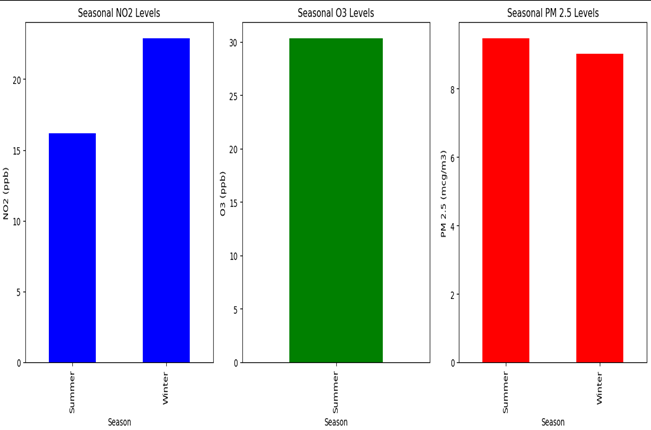 Seasonal NO2 Levels
NO2 (ppb)
20
15
10
5
0
Summer
Winter
Season
Seasonal O3 Levels
O3 (ppb)
30
25
20
15
10
5
0
Summer
Season
Seasonal PM 2.5 Levels
PM 2.5 (mcg/m3)
8
6
4
2
0
Summer
Winter
Season